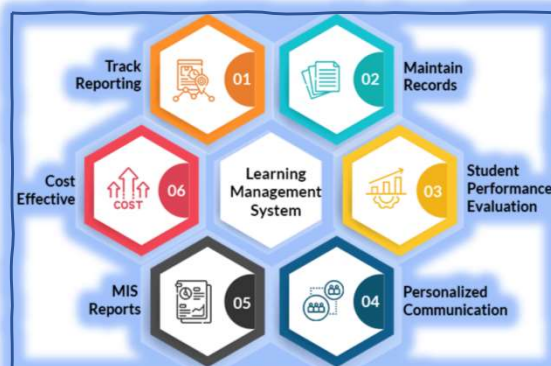 Track
Reporting
01
02
Maintain
Records
Cost
Effective
COST
06
Learning
Management
System
03
Student
Performance
Evaluation
MIS
Reports
05
04
Personalized
Communication